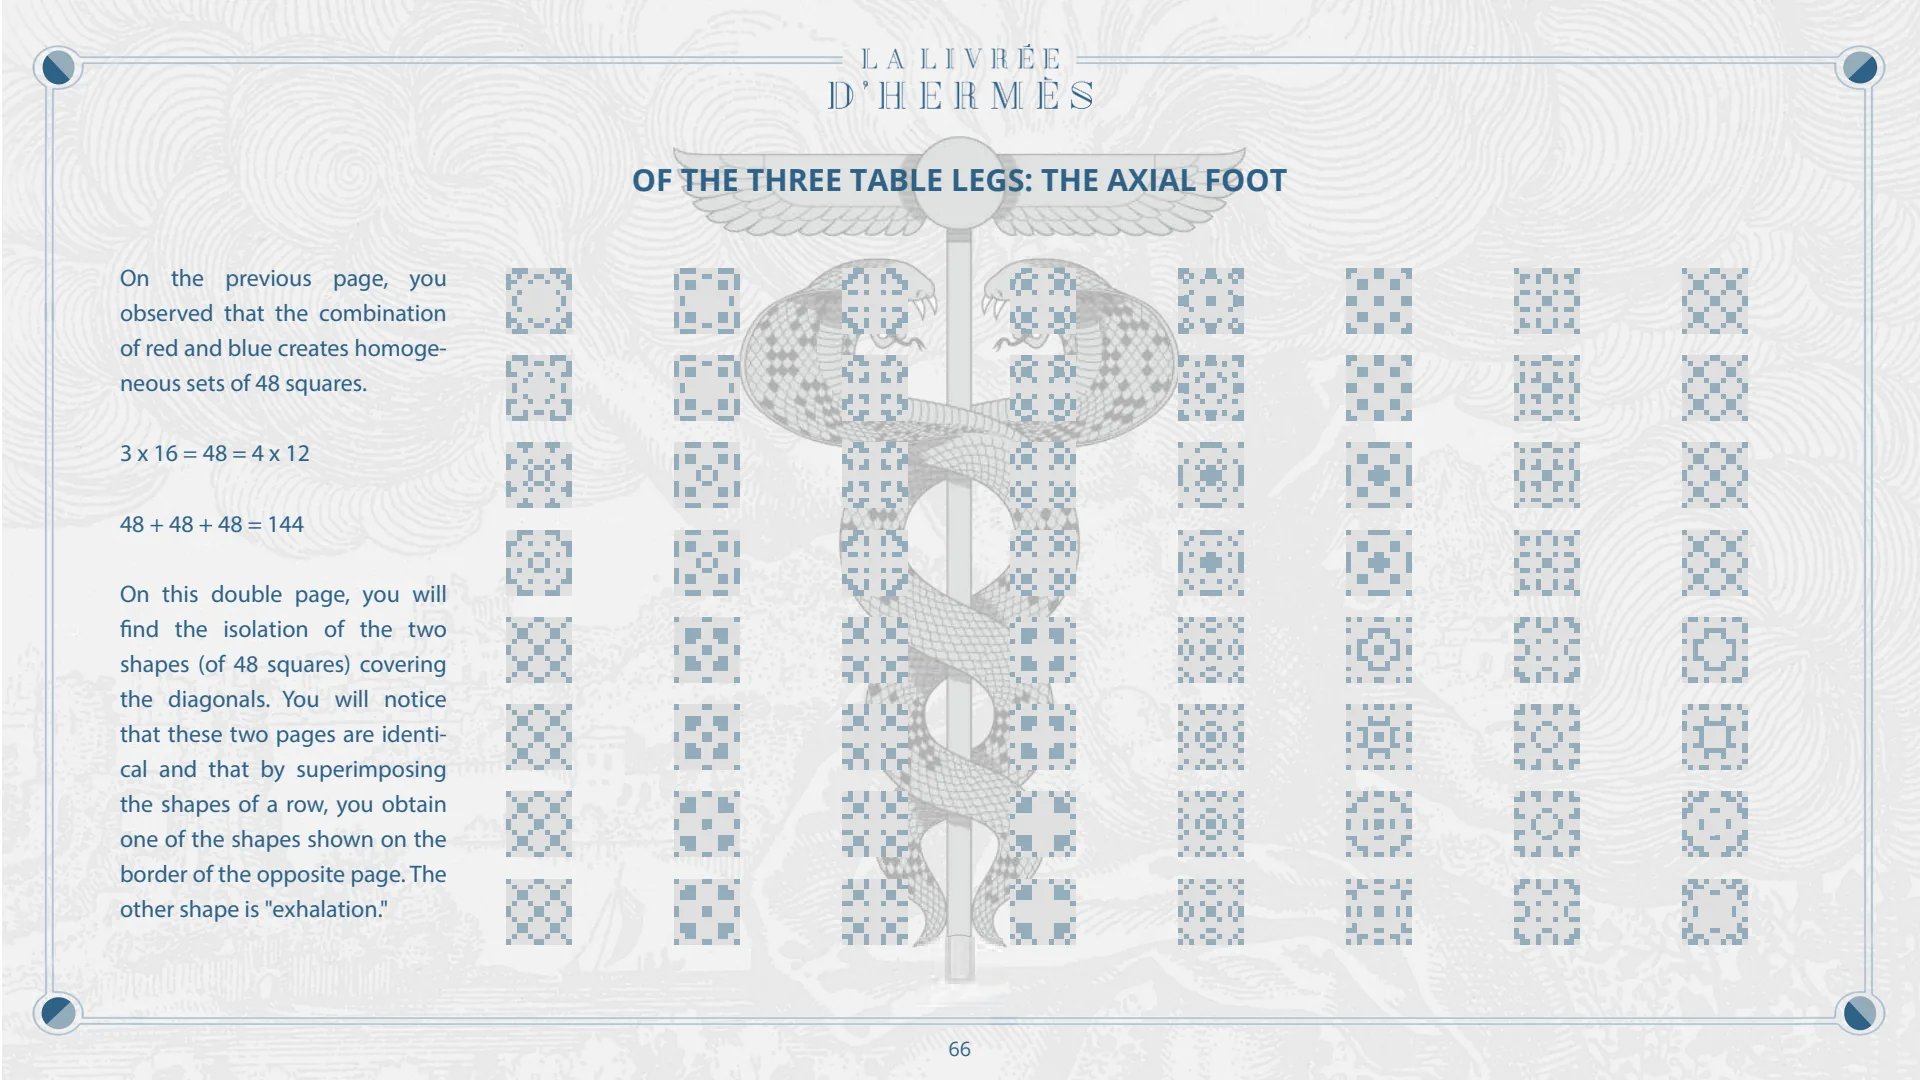 LA LIVRÉE
D'HERMÈS
OF THE THREE TABLE LEGS: THE AXIAL FOOT
On the previous page, you
observed that the combination
of red and blue creates homoge-
neous sets of 48 squares.
3 x 16 = 48 = 4 x 12
48 + 48 + 48 = 144
On this double page, you will
find the isolation of the two
shapes (of 48 squares) covering
the diagonals. You will notice
that these two pages are identi-
cal and that by superimposing
the shapes of a row, you obtain
one of the shapes shown on the
border of the opposite page. The
other shape is "exhalation."
66